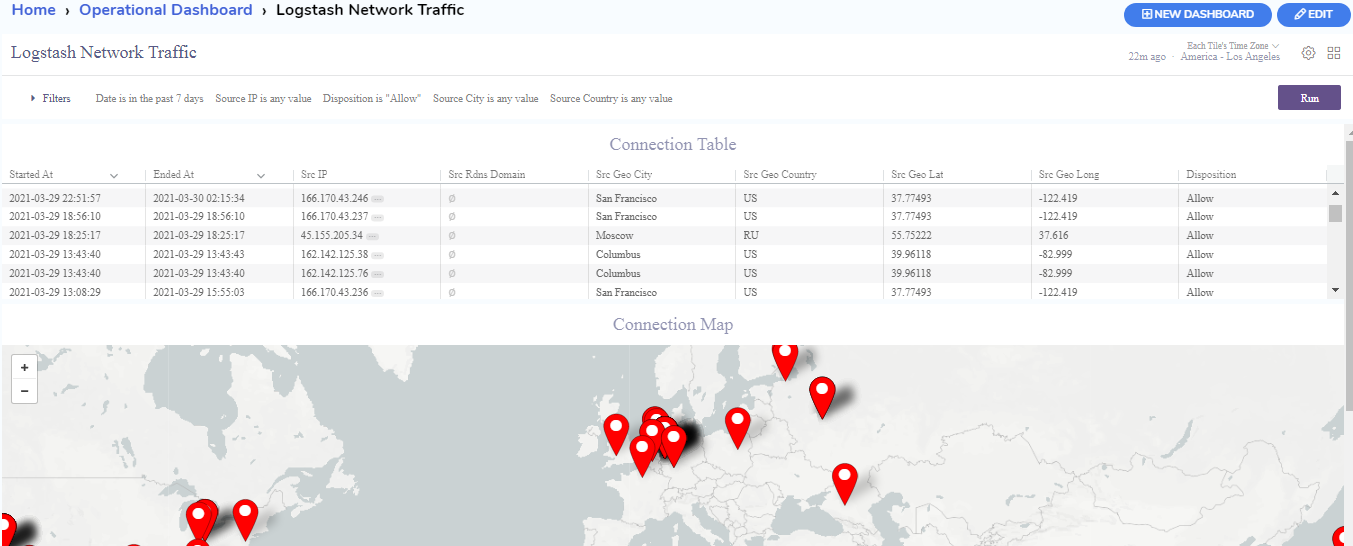 Home › Operational Dashboard › Logstash Network Traffic
NEW DASHBOARD EDIT
Logstash Network Traffic
Each Tile's Time Zone
22m ago · America - Los Angeles
Filters Date is in the past 7 days Source IP is any value Disposition is "Allow" Source City is any value Source Country is any value Run
Connection Table
Started At Ended At Src IP Src Rdns Domain Src Geo City Src Geo Country Src Geo Lat Src Geo Long Disposition
2021-03-29 22:51:57 2021-03-30 02:15:34 166.170.43.246 ∅ San Francisco US 37.77493 -122.419 Allow
2021-03-29 18:56:10 2021-03-29 18:56:10 166.170.43.237 ∅ San Francisco US 37.77493 -122.419 Allow
2021-03-29 18:25:17 2021-03-29 18:25:17 45.155.205.34 ∅ Moscow RU 55.75222 37.616 Allow
2021-03-29 13:43:40 2021-03-29 13:43:43 162.142.125.38 ∅ Columbus US 39.96118 -82.999 Allow
2021-03-29 13:43:40 2021-03-29 13:43:40 162.142.125.76 ∅ Columbus US 39.96118 -82.999 Allow
2021-03-29 13:08:29 2021-03-29 15:55:03 166.170.43.236 ∅ San Francisco US 37.77493 -122.419 Allow
Connection Map
+
−